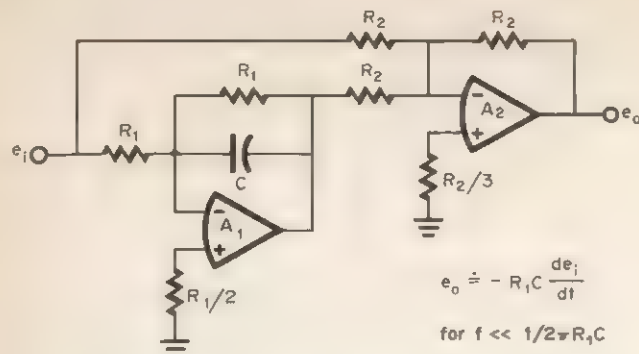 R₂
R₂
R₁
R₂
R₁
C
− A₁ +
− A₂ +
eᵢ
eₒ
R₁/2
R₂/3
eₒ ≐ − R₁C deᵢ/dt
for f << 1/2πR₁C